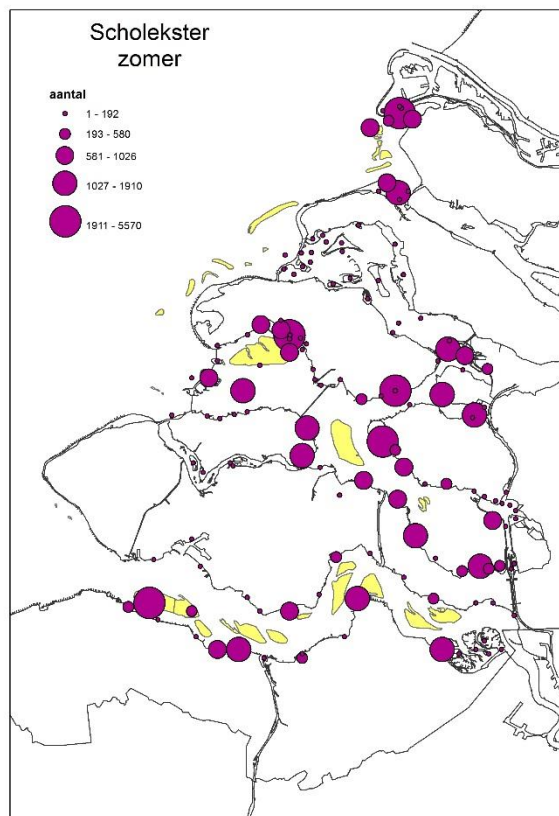 Scholekster
zomer
aantal
1 - 192
193 - 580
581 - 1026
1027 - 1910
1911 - 5570